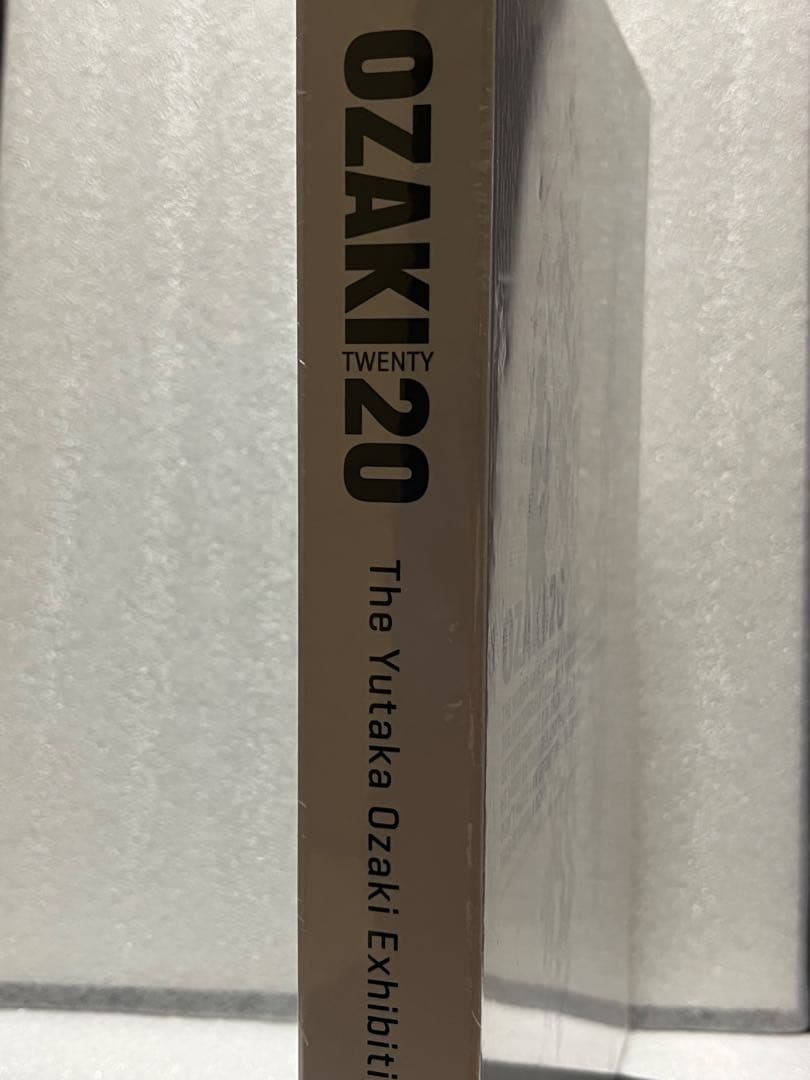 OZAKI
TWENTY
20
The Yutaka Ozaki Exhibiti